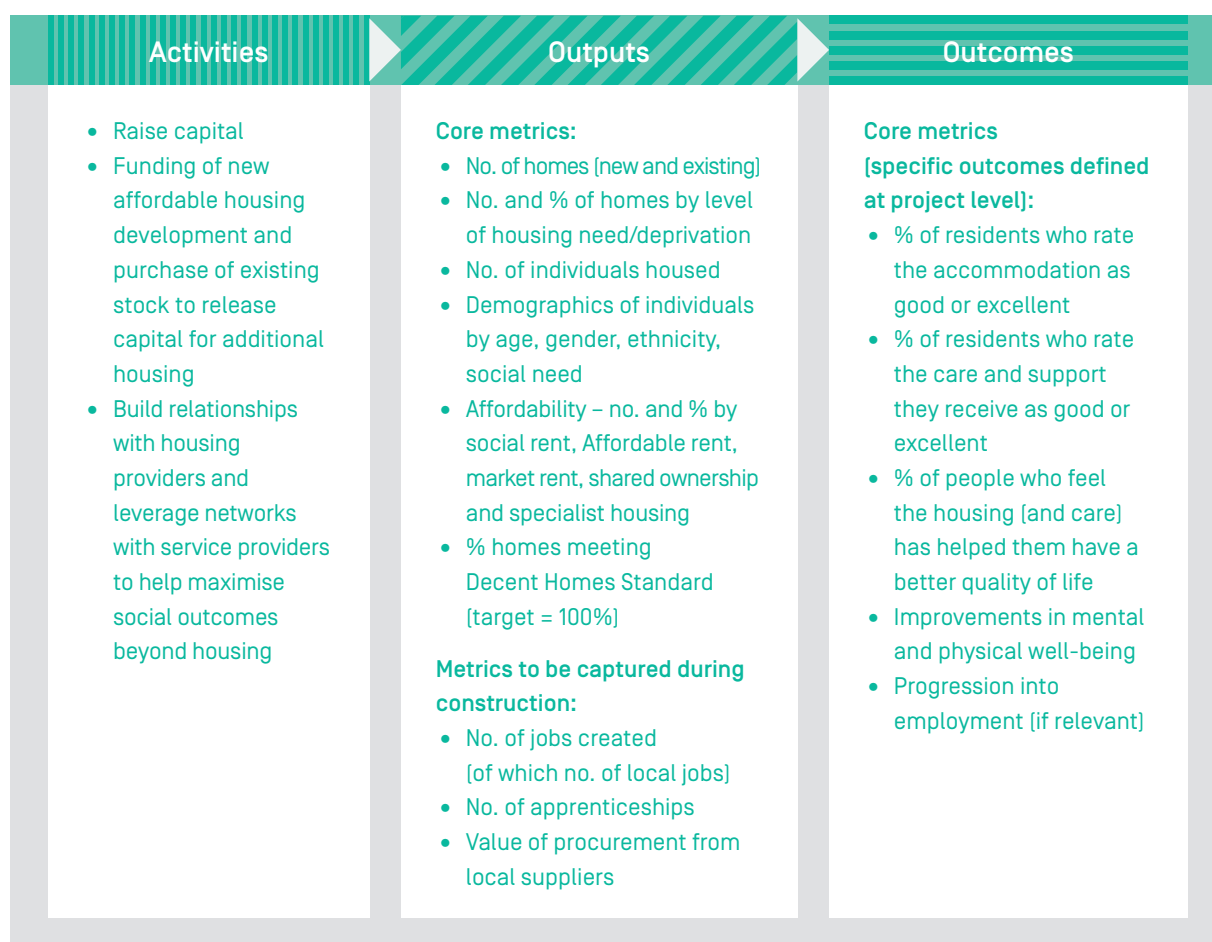 Activities
• Raise capital
• Funding of new
affordable housing
development and
purchase of existing
stock to release
capital for additional
housing
• Build relationships
with housing
providers and
leverage networks
with service providers
to help maximise
social outcomes
beyond housing
Outputs
Core metrics:
• No. of homes (new and existing)
• No. and % of homes by level
of housing need/deprivation
• No. of individuals housed
• Demographics of individuals
by age, gender, ethnicity,
social need
• Affordability – no. and % by
social rent, Affordable rent,
market rent, shared ownership
and specialist housing
• % homes meeting
Decent Homes Standard
(target = 100%)
Metrics to be captured during
construction:
• No. of jobs created
(of which no. of local jobs)
• No. of apprenticeships
• Value of procurement from
local suppliers
Outcomes
Core metrics
(specific outcomes defined
at project level):
• % of residents who rate
the accommodation as
good or excellent
• % of residents who rate
the care and support
they receive as good or
excellent
• % of people who feel
the housing (and care)
has helped them have a
better quality of life
• Improvements in mental
and physical well-being
• Progression into
employment (if relevant)